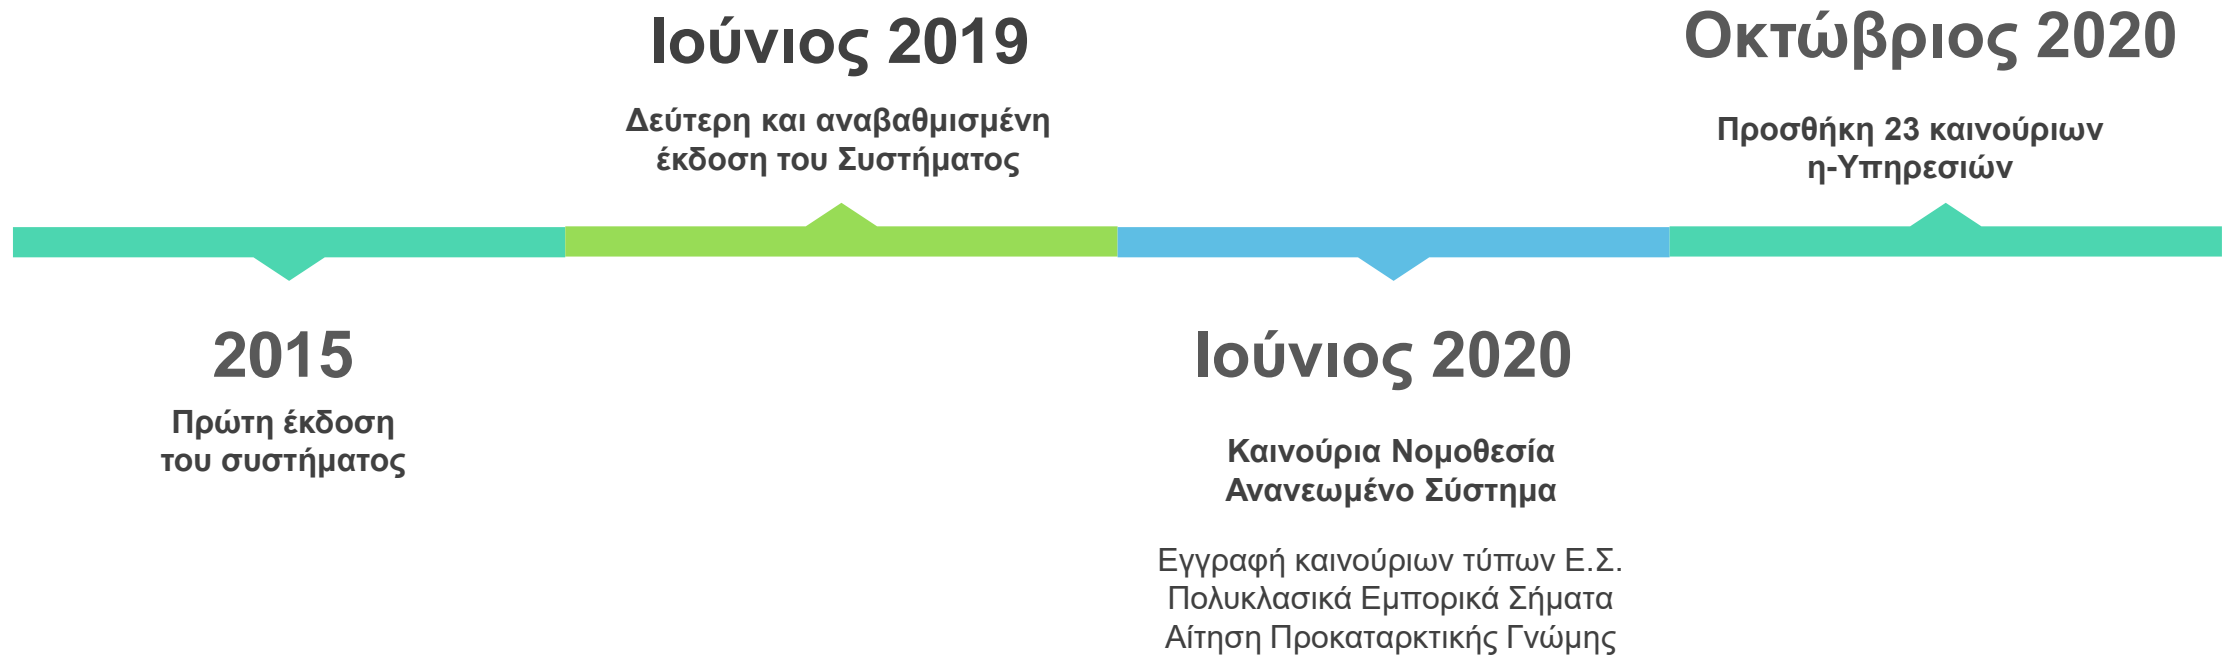 2015
Πρώτη έκδοση
του συστήματος
Ιούνιος 2019
Δεύτερη και αναβαθμισμένη
έκδοση του Συστήματος
Ιούνιος 2020
Καινούρια Νομοθεσία
Ανανεωμένο Σύστημα
Εγγραφή καινούριων τύπων Ε.Σ.
Πολυκλασικά Εμπορικά Σήματα
Αίτηση Προκαταρκτικής Γνώμης
Οκτώβριος 2020
Προσθήκη 23 καινούριων
η-Υπηρεσιών